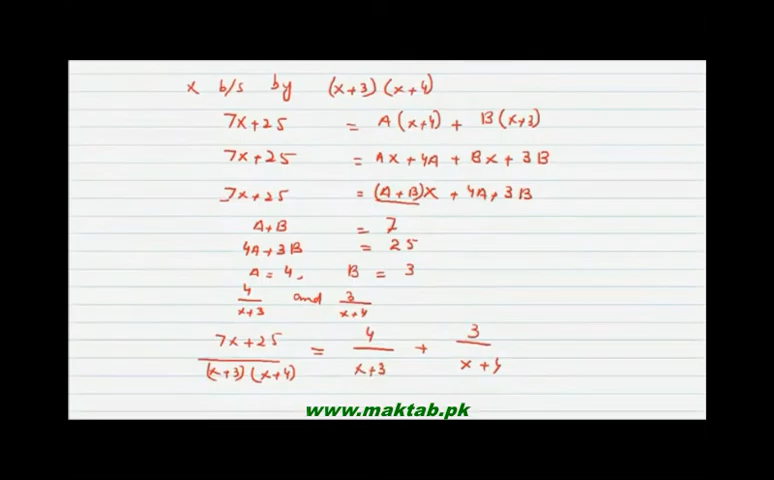 x b/s by (x+3)(x+4)
7x+25 = A(x+4) + B(x+3)
7x+25 = Ax+4A + Bx+3B
7x+25 = (A+B)x + 4A+3B
A+B = 7
4A+3B = 25
A = 4, B = 3
4/x+3 and 3/x+4
7x+25/(x+3)(x+4) = 4/x+3 + 3/x+4
www.maktab.pk